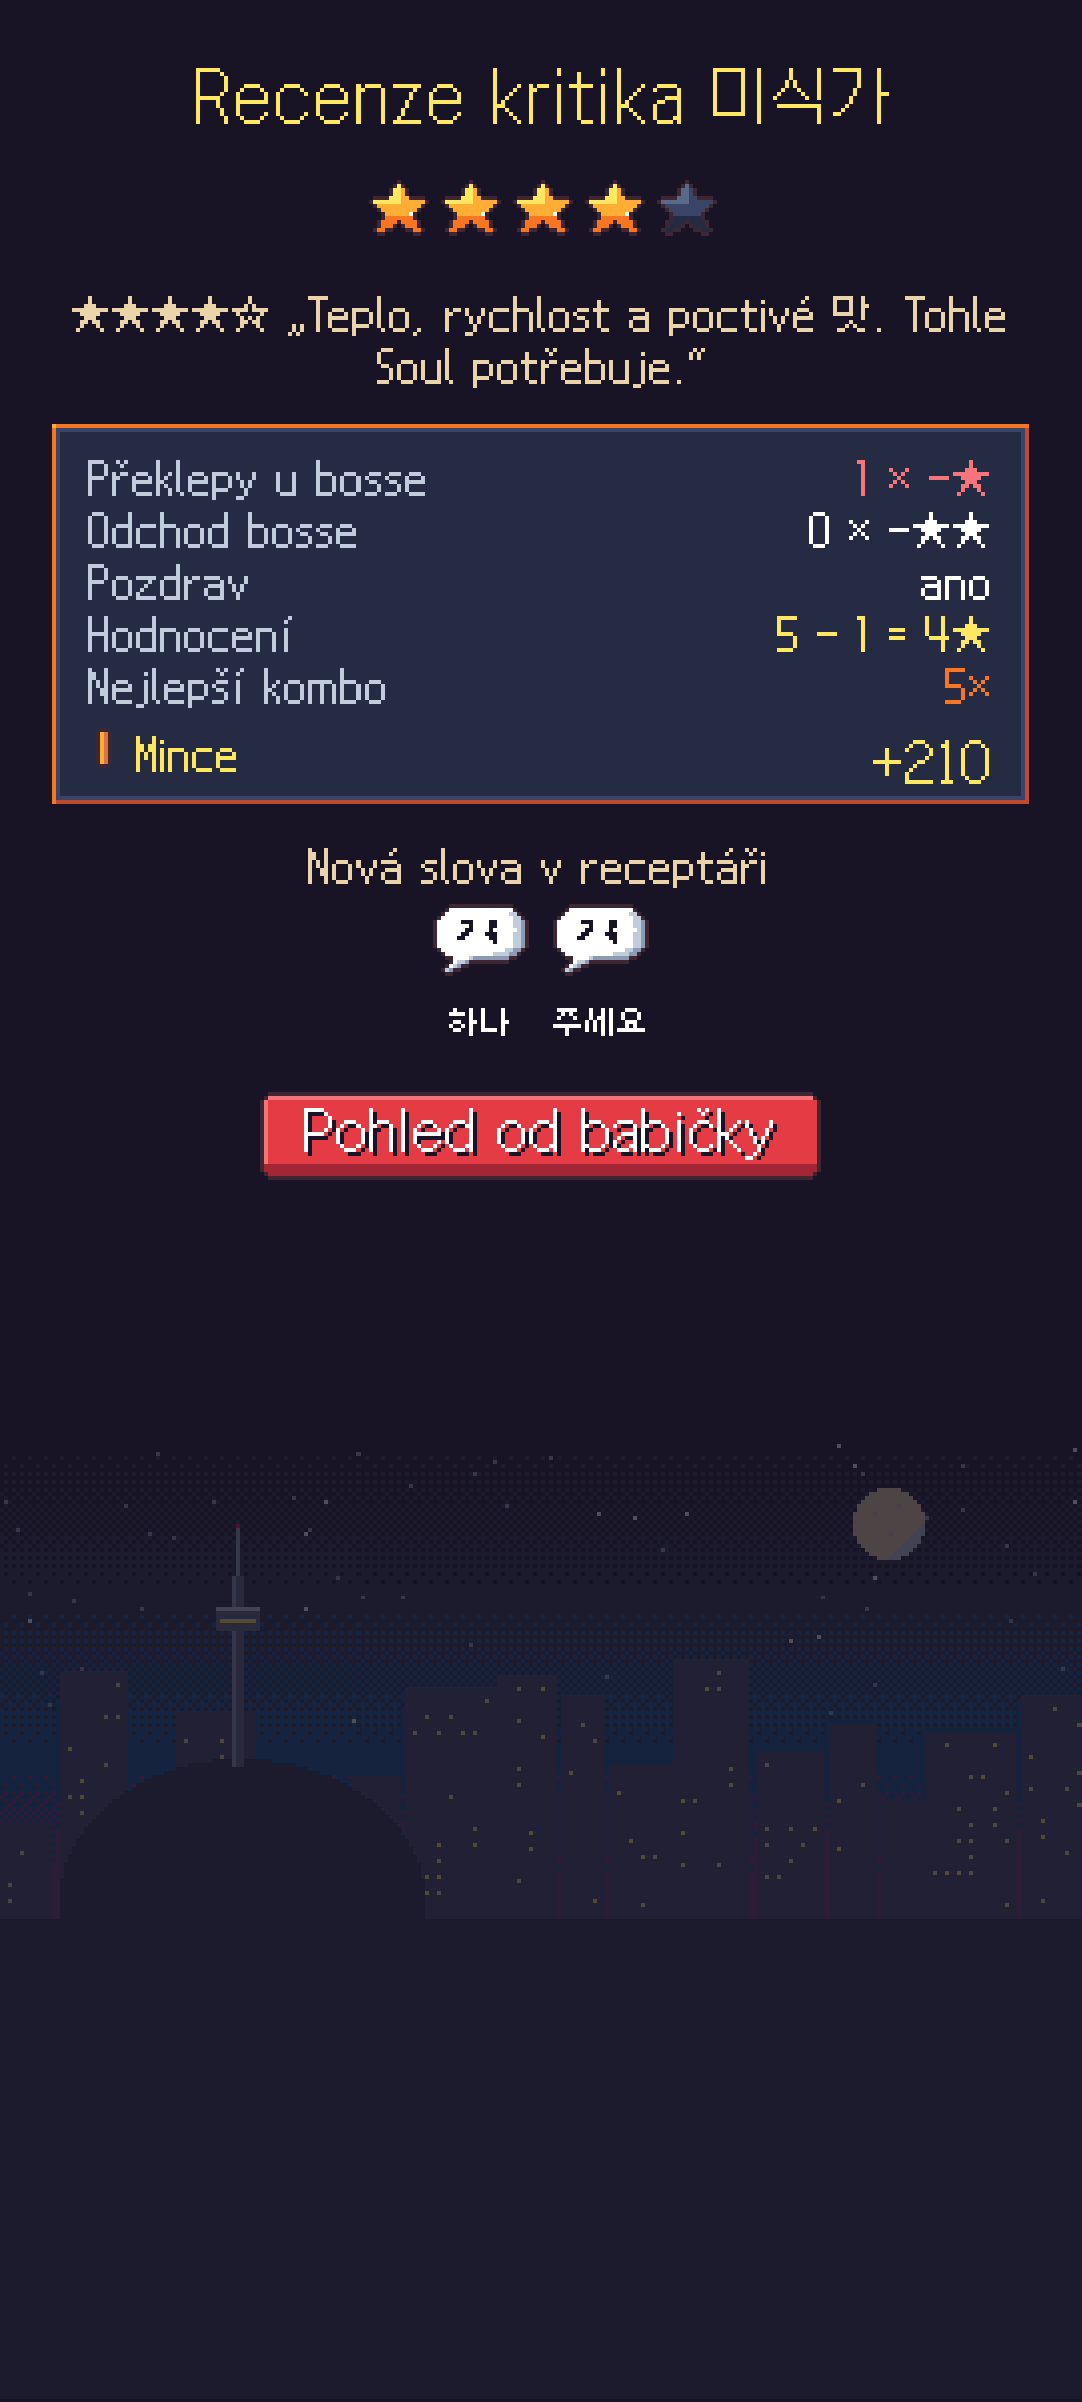 Recenze kritika 미식가
★★★★☆ „Teplo, rychlost a poctivé 맛. Tohle
Soul potřebuje.“
Překlepy u bosse 1 × −★
Odchod bosse 0 × −★★
Pozdrav ano
Hodnocení 5 − 1 = 4★
Nejlepší kombo 5×
Mince +210
Nová slova v receptáři
하나 주세요
Pohled od babičky